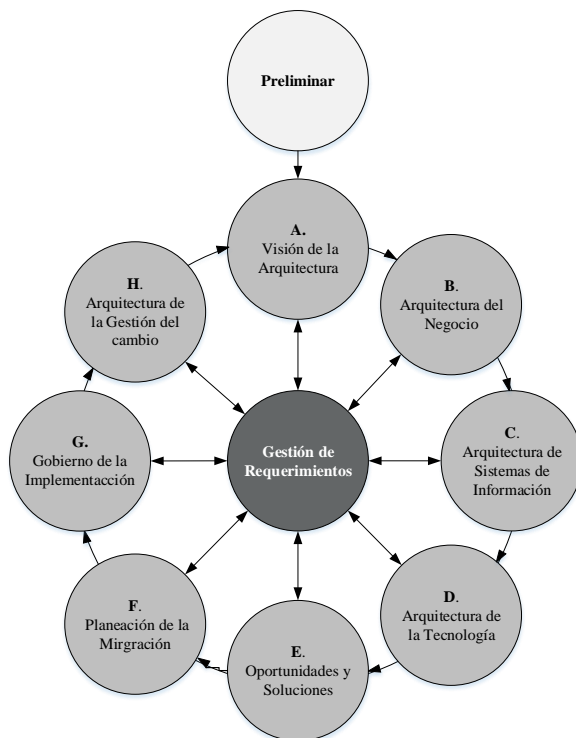 Preliminar
A.
Visión de la
Arquitectura
B.
Arquitectura del
Negocio
C.
Arquitectura de
Sistemas de
Información
D.
Arquitectura de
la Tecnología
E.
Oportunidades y
Soluciones
F.
Planeación de la
Mirgración
G.
Gobierno de la
Implementacción
H.
Arquitectura de
la Gestión del
cambio
Gestión de
Requerimientos